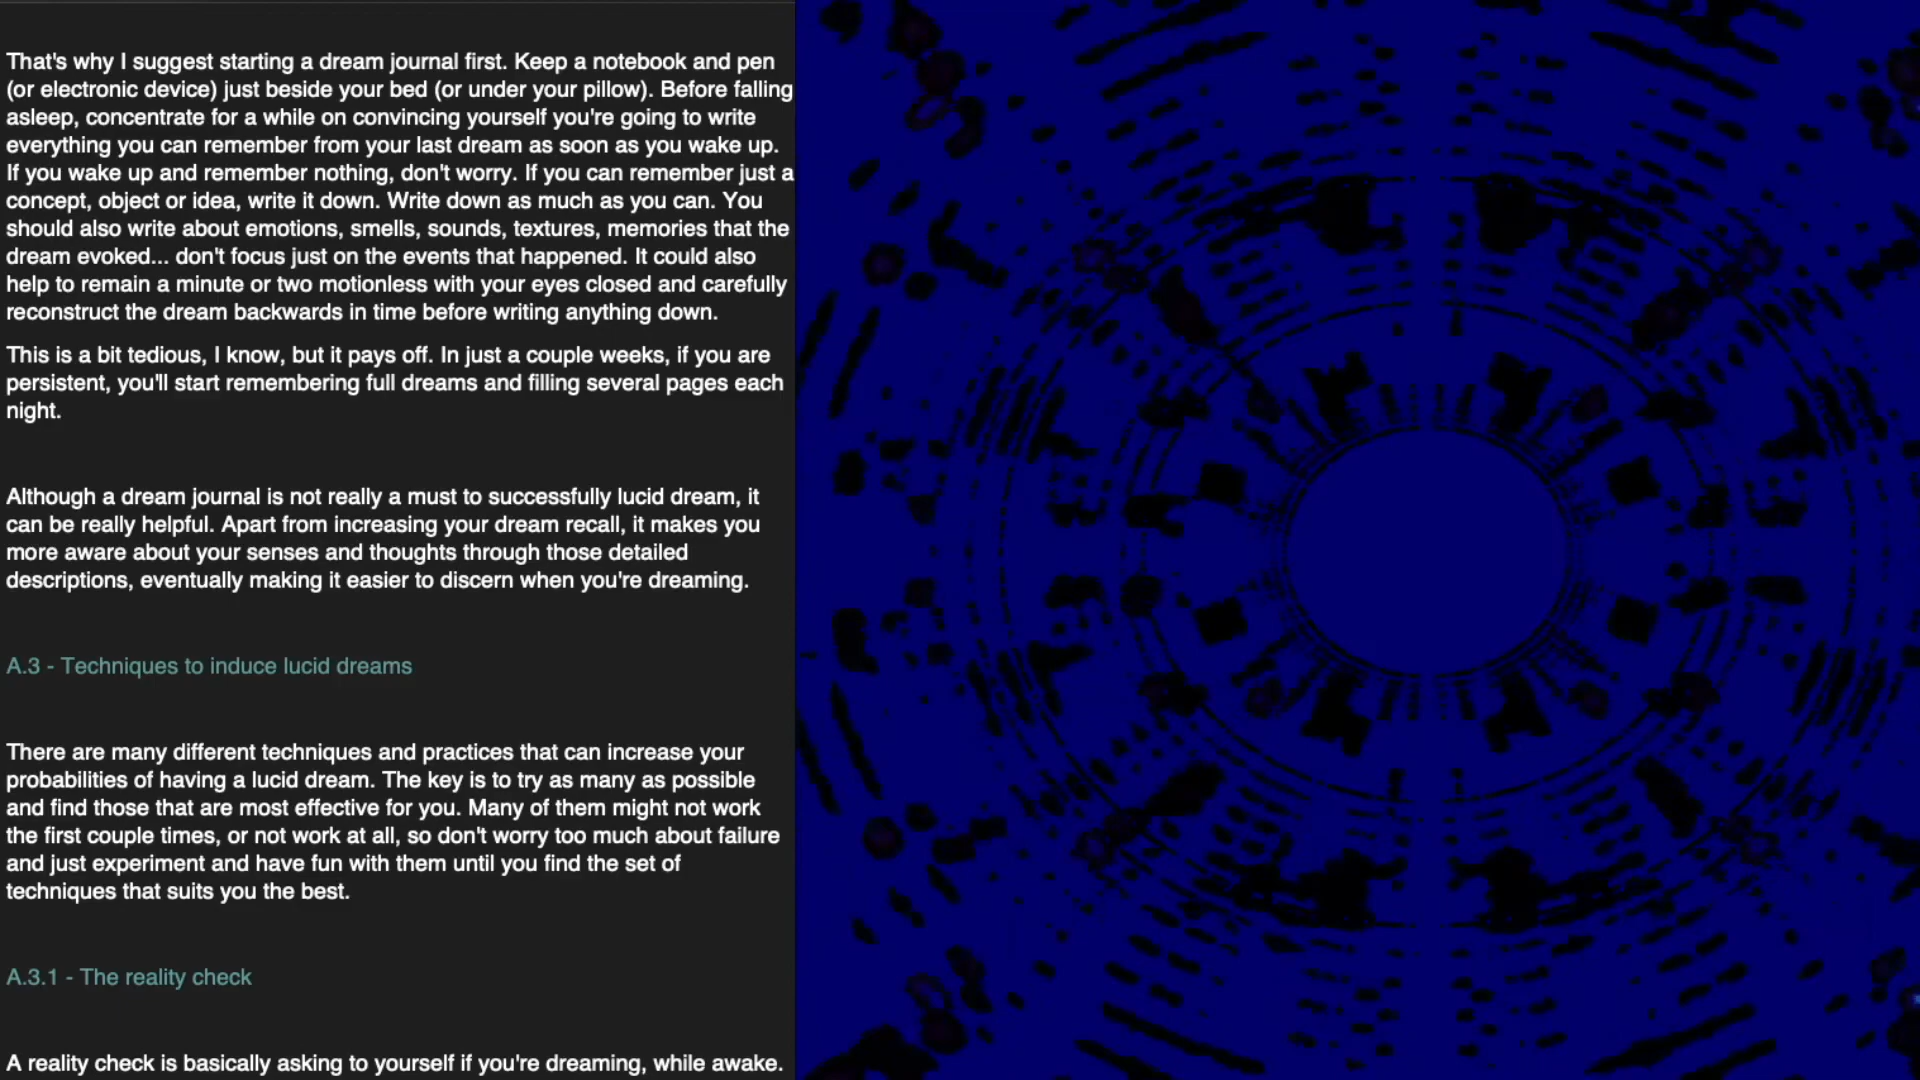 That's why I suggest starting a dream journal first. Keep a notebook and pen
(or electronic device) just beside your bed (or under your pillow). Before falling
asleep, concentrate for a while on convincing yourself you're going to write
everything you can remember from your last dream as soon as you wake up.
If you wake up and remember nothing, don't worry. If you can remember just a
concept, object or idea, write it down. Write down as much as you can. You
should also write about emotions, smells, sounds, textures, memories that the
dream evoked... don't focus just on the events that happened. It could also
help to remain a minute or two motionless with your eyes closed and carefully
reconstruct the dream backwards in time before writing anything down.
This is a bit tedious, I know, but it pays off. In just a couple weeks, if you are
persistent, you'll start remembering full dreams and filling several pages each
night.
Although a dream journal is not really a must to successfully lucid dream, it
can be really helpful. Apart from increasing your dream recall, it makes you
more aware about your senses and thoughts through those detailed
descriptions, eventually making it easier to discern when you're dreaming.
A.3 - Techniques to induce lucid dreams
There are many different techniques and practices that can increase your
probabilities of having a lucid dream. The key is to try as many as possible
and find those that are most effective for you. Many of them might not work
the first couple times, or not work at all, so don't worry too much about failure
and just experiment and have fun with them until you find the set of
techniques that suits you the best.
A.3.1 - The reality check
A reality check is basically asking to yourself if you're dreaming, while awake.